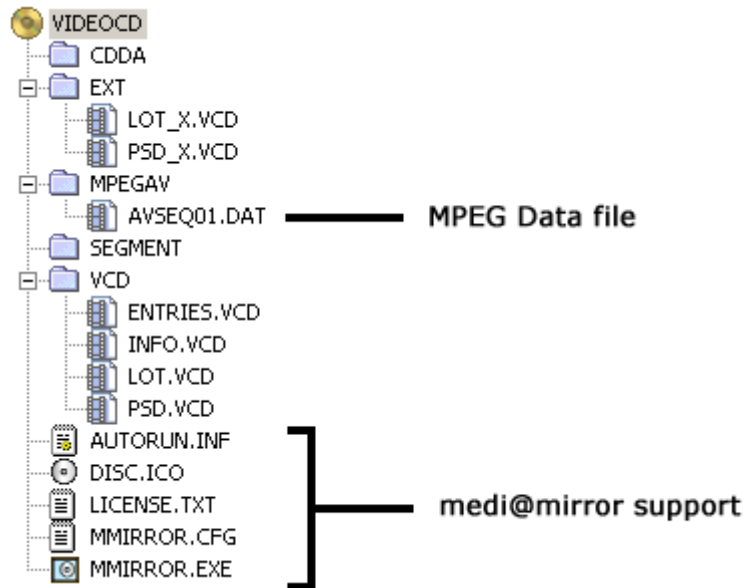 VIDEOCD
CDDA
EXT
LOT_X.VCD
PSD_X.VCD
MPEGAV
AVSEQ01.DAT MPEG Data file
SEGMENT
VCD
ENTRIES.VCD
INFO.VCD
LOT.VCD
PSD.VCD
AUTORUN.INF
DISC.ICO
LICENSE.TXT medi@mirror support
MMIRROR.CFG
MMIRROR.EXE